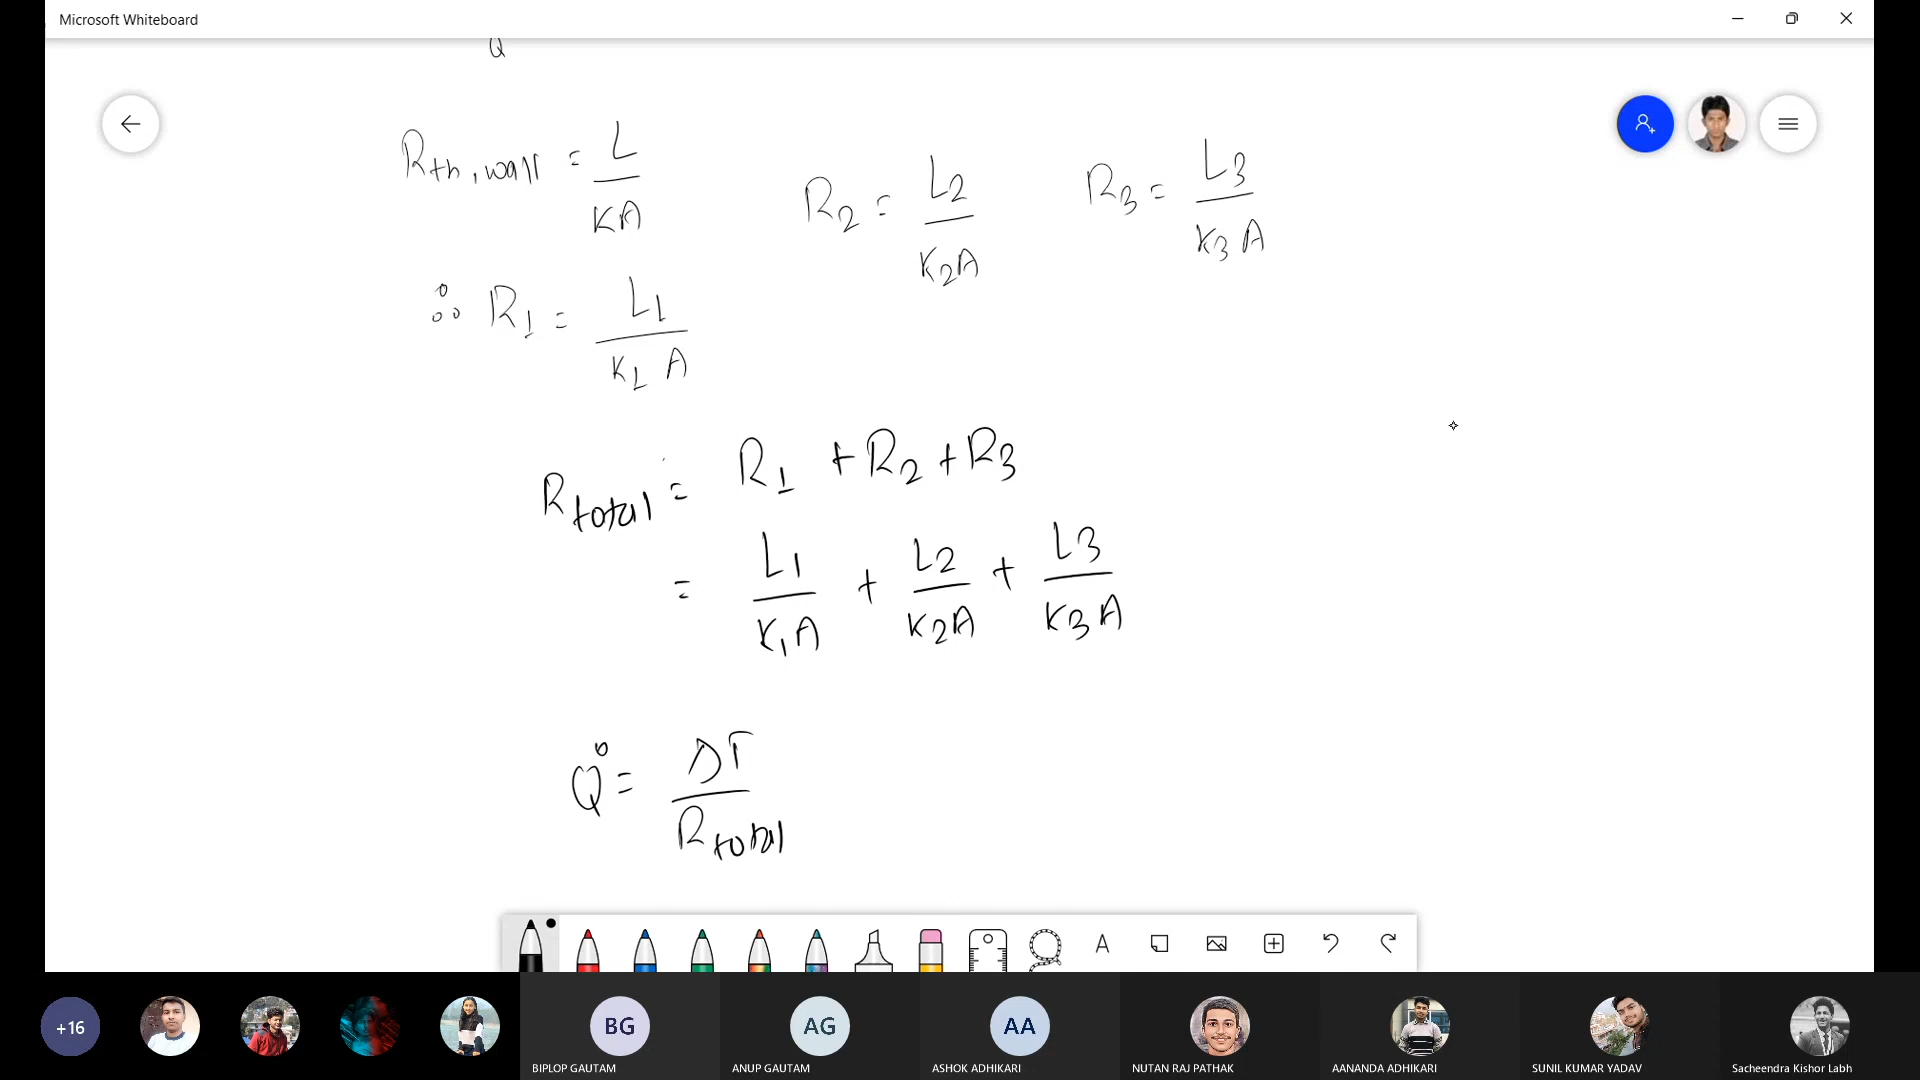 Microsoft Whiteboard
Q
Rth, wall = L/KA
R2 = L2/K2A
R3 = L3/K3 A
∴ R1 = L1/K1 A
Rtotal = R1 + R2 + R3
= L1/K1A + L2/K2A + L3/K3A
Q̇ = ΔT/Rtotal
A
+16
BG
AG
AA
BIPLOP GAUTAM
ANUP GAUTAM
ASHOK ADHIKARI
NUTAN RAJ PATHAK
AANANDA ADHIKARI
SUNIL KUMAR YADAV
Sacheendra Kishor Labh